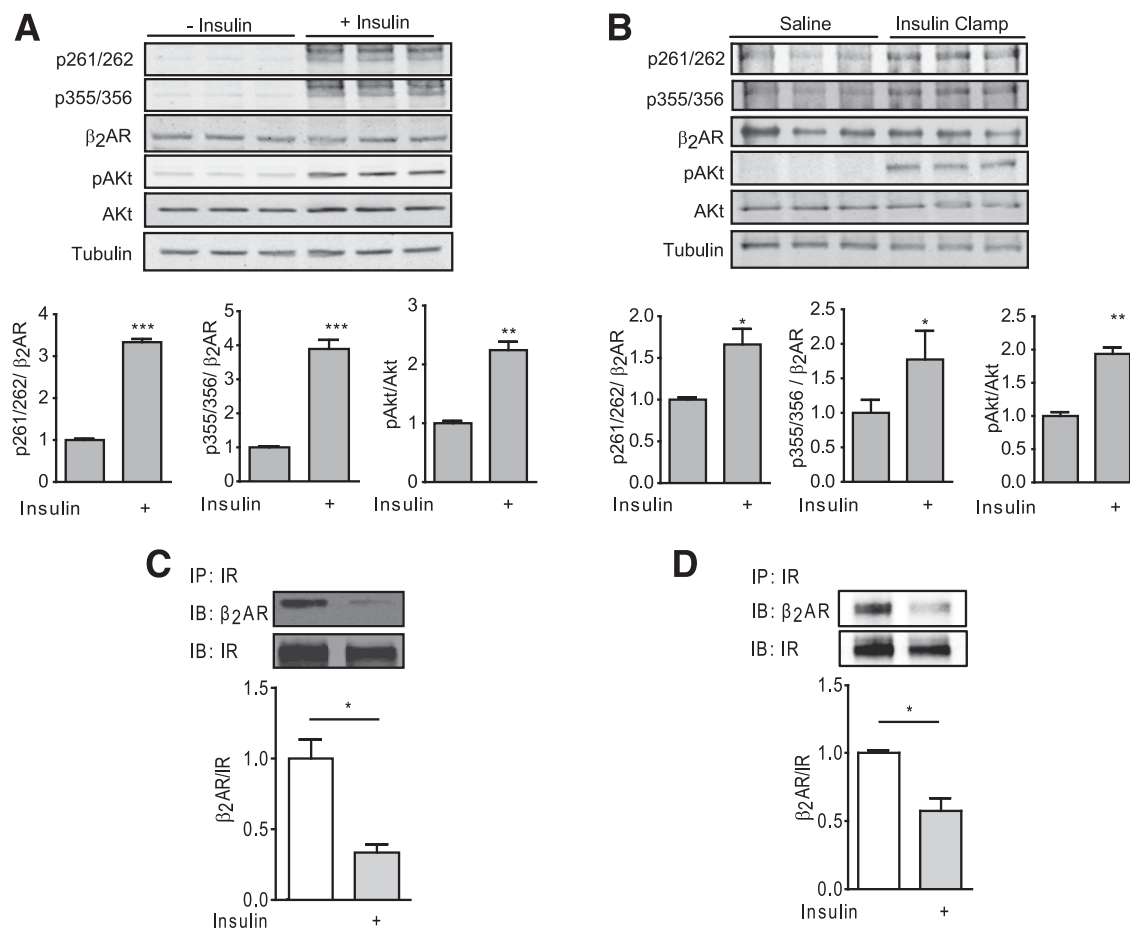 A
- Insulin + Insulin
p261/262
p355/356
β₂AR
pAKt
AKt
Tubulin
p261/262/ β₂AR
4
3
2
1
0
***
Insulin +
p355/356/ β₂AR
5
4
3
2
1
0
***
Insulin +
pAkt/Akt
3
2
1
0
**
Insulin +
B
Saline Insulin Clamp
p261/262
p355/356
β₂AR
pAKt
AKt
Tubulin
p261/262/ β₂AR
2.0
1.5
1.0
0.5
0.0
*
Insulin +
p355/356 / β₂AR
2.5
2.0
1.5
1.0
0.5
0.0
*
Insulin +
pAkt/Akt
2.5
2.0
1.5
1.0
0.5
0.0
**
Insulin +
C
IP: IR
IB: β₂AR
IB: IR
β₂AR/IR
1.5
1.0
0.5
0.0
*
Insulin +
D
IP: IR
IB: β₂AR
IB: IR
β₂AR/IR
1.5
1.0
0.5
0.0
*
Insulin +